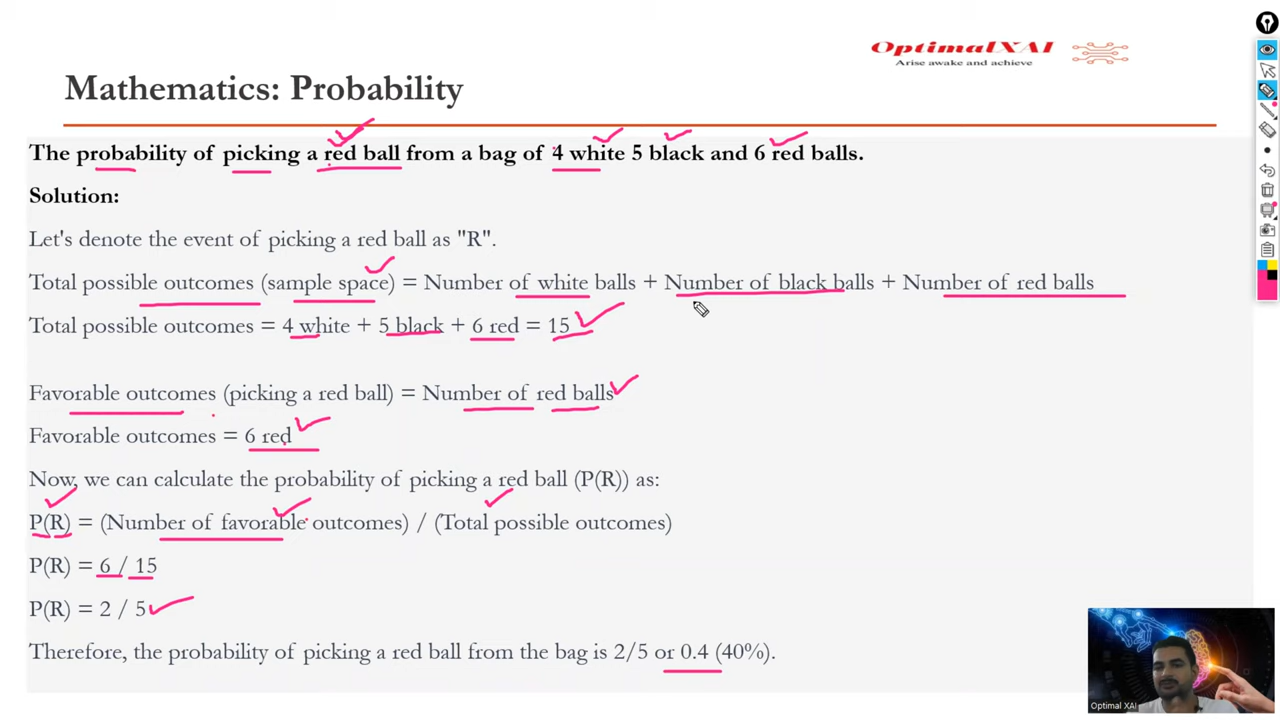 OptimalXAI
Arise awake and achieve
Mathematics: Probability
The probability of picking a red ball from a bag of 4 white 5 black and 6 red balls.
Solution:
Let's denote the event of picking a red ball as "R".
Total possible outcomes (sample space) = Number of white balls + Number of black balls + Number of red balls
Total possible outcomes = 4 white + 5 black + 6 red = 15
Favorable outcomes (picking a red ball) = Number of red balls
Favorable outcomes = 6 red
Now, we can calculate the probability of picking a red ball (P(R)) as:
P(R) = (Number of favorable outcomes) / (Total possible outcomes)
P(R) = 6 / 15
P(R) = 2 / 5
Therefore, the probability of picking a red ball from the bag is 2/5 or 0.4 (40%).
Optimal XAI